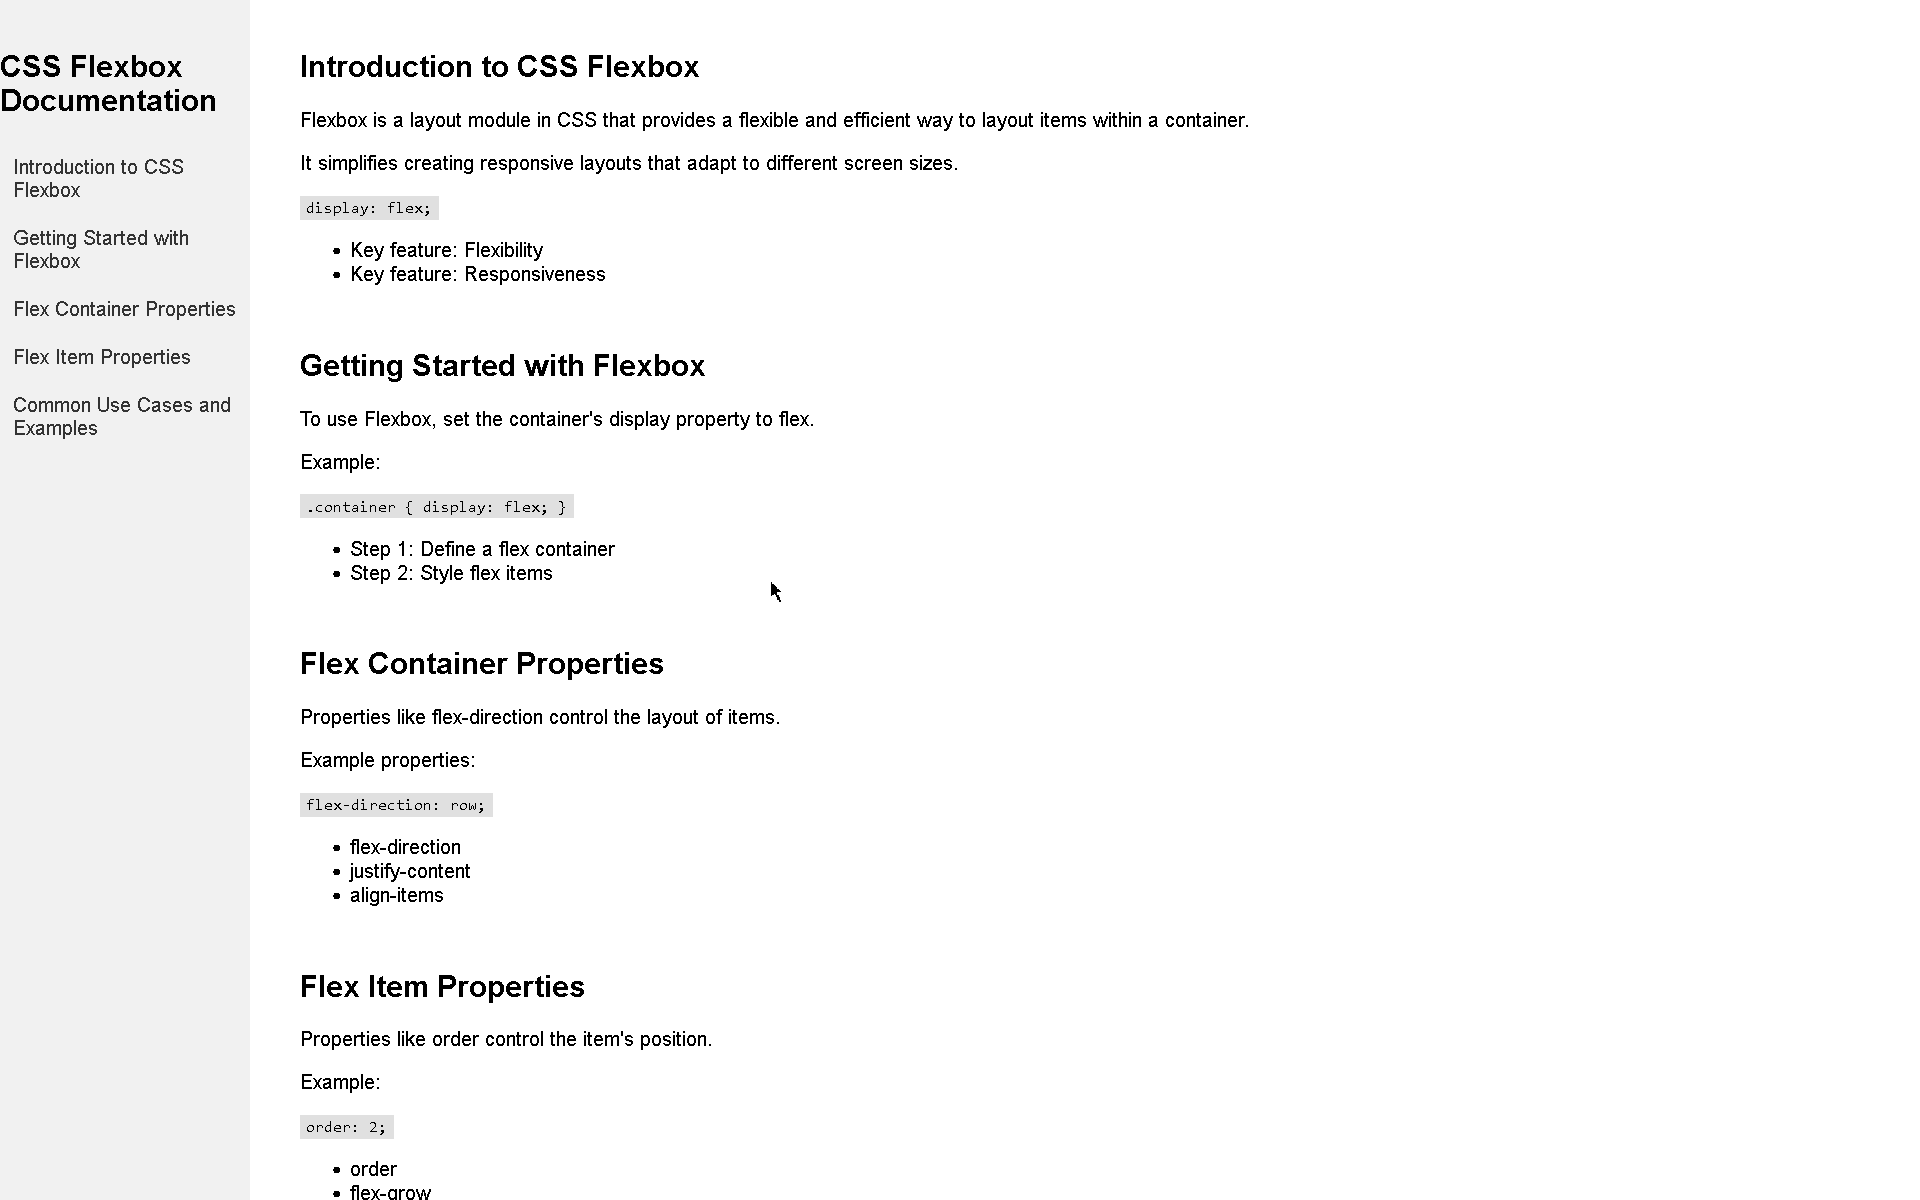 CSS Flexbox
Documentation
Introduction to CSS
Flexbox
Getting Started with
Flexbox
Flex Container Properties
Flex Item Properties
Common Use Cases and
Examples
Introduction to CSS Flexbox
Flexbox is a layout module in CSS that provides a flexible and efficient way to layout items within a container.
It simplifies creating responsive layouts that adapt to different screen sizes.
display: flex;
• Key feature: Flexibility
• Key feature: Responsiveness
Getting Started with Flexbox
To use Flexbox, set the container's display property to flex.
Example:
.container { display: flex; }
• Step 1: Define a flex container
• Step 2: Style flex items
Flex Container Properties
Properties like flex-direction control the layout of items.
Example properties:
flex-direction: row;
• flex-direction
• justify-content
• align-items
Flex Item Properties
Properties like order control the item's position.
Example:
order: 2;
• order
• flex-grow